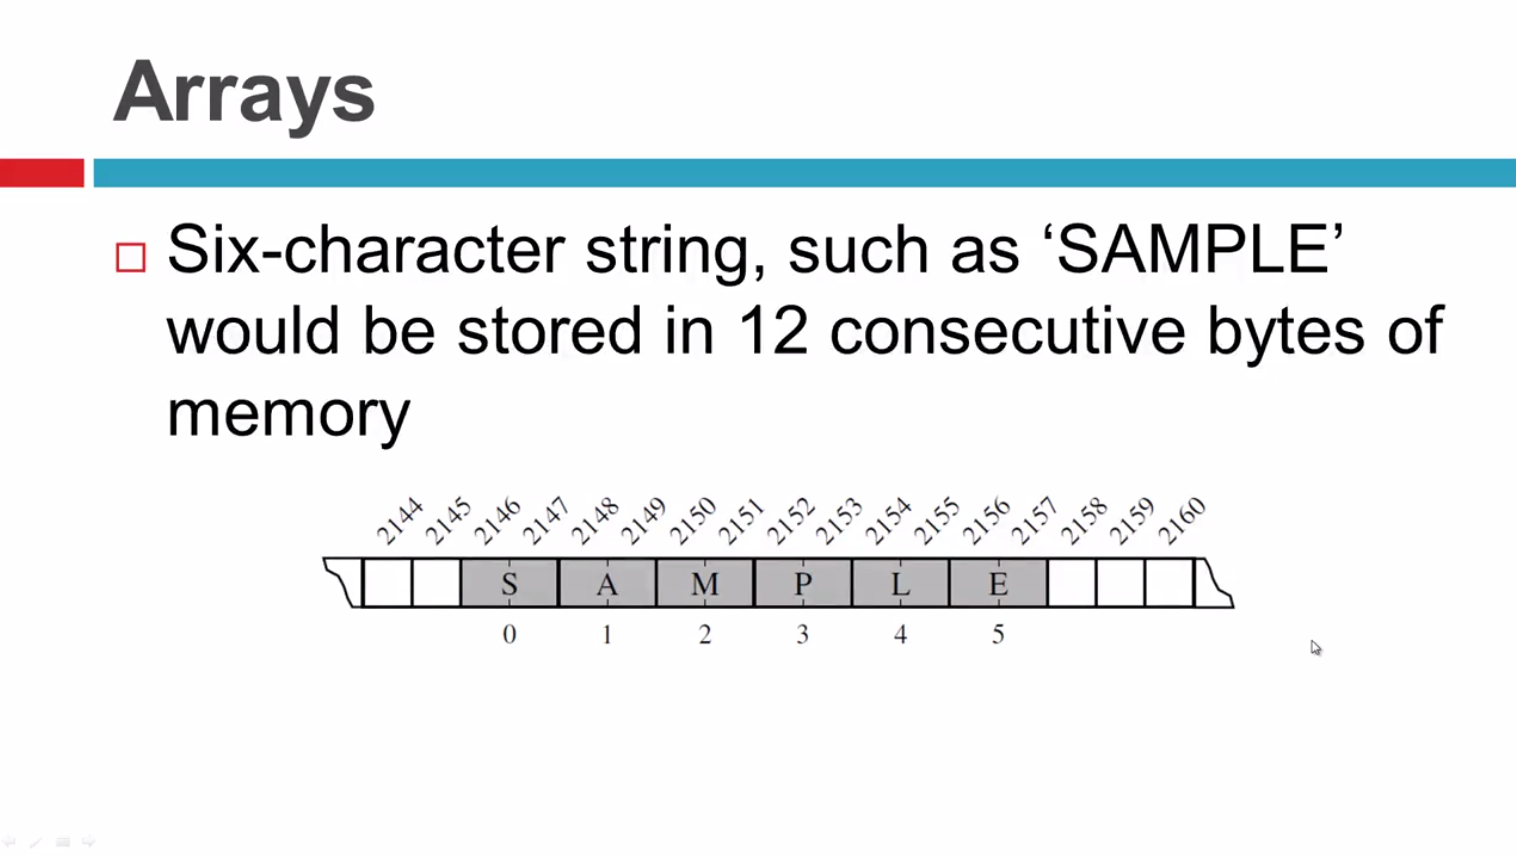 Arrays
Six-character string, such as ‘SAMPLE’
would be stored in 12 consecutive bytes of
memory
2144 2145 2146 2147 2148 2149 2150 2151 2152 2153 2154 2155 2156 2157 2158 2159 2160
S A M P L E
0 1 2 3 4 5